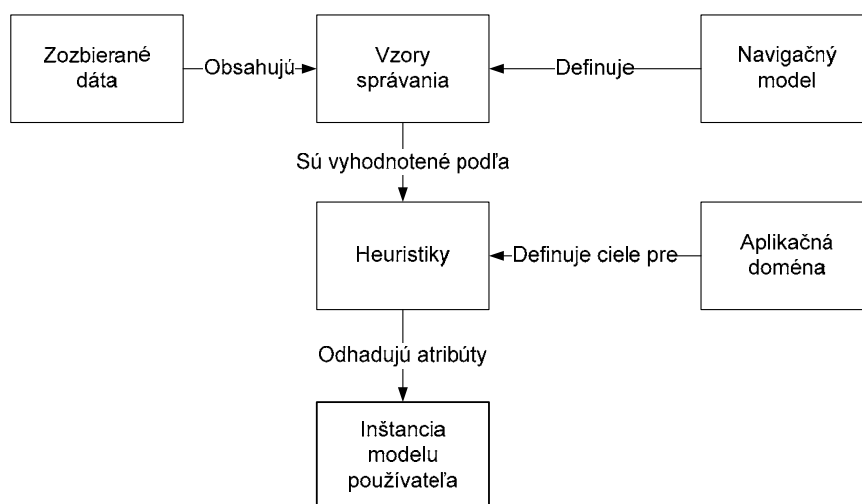 Zozbierané
dáta
Obsahujú
Vzory
správania
Definuje
Navigačný
model
Sú vyhodnotené podľa
Heuristiky
Definuje ciele pre
Aplikačná
doména
Odhadujú atribúty
Inštancia
modelu
používateľa